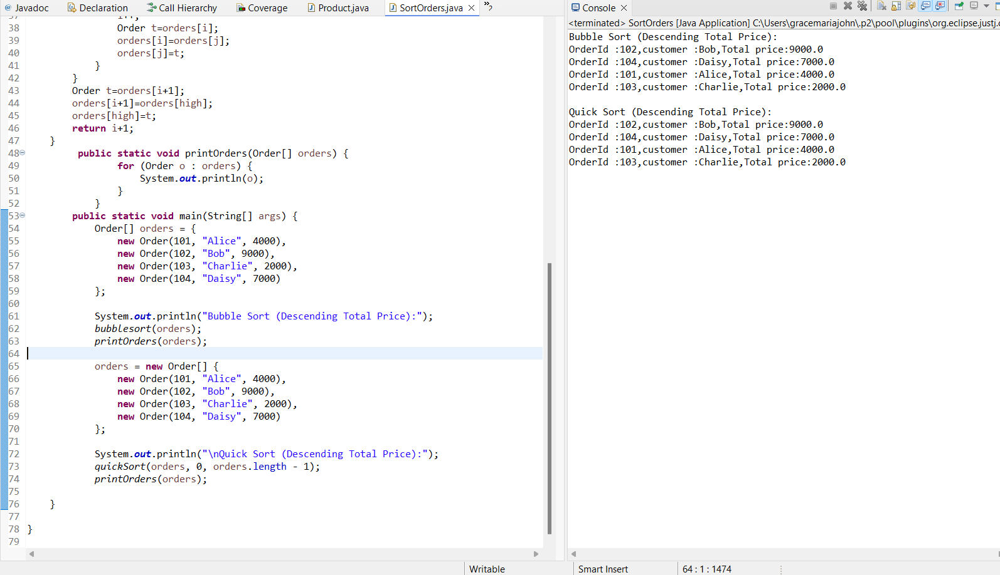 @ Javadoc Declaration Call Hierarchy Coverage Product.java SortOrders.java
37 i++;
38 Order t=orders[i];
39 orders[i]=orders[j];
40 orders[j]=t;
41 }
42 }
43 Order t=orders[i+1];
44 orders[i+1]=orders[high];
45 orders[high]=t;
46 return i+1;
47 }
48 public static void printOrders(Order[] orders) {
49 for (Order o : orders) {
50 System.out.println(o);
51 }
52 }
53 public static void main(String[] args) {
54 Order[] orders = {
55 new Order(101, "Alice", 4000),
56 new Order(102, "Bob", 9000),
57 new Order(103, "Charlie", 2000),
58 new Order(104, "Daisy", 7000)
59 };
60
61 System.out.println("Bubble Sort (Descending Total Price):");
62 bubblesort(orders);
63 printOrders(orders);
64
65 orders = new Order[] {
66 new Order(101, "Alice", 4000),
67 new Order(102, "Bob", 9000),
68 new Order(103, "Charlie", 2000),
69 new Order(104, "Daisy", 7000)
70 };
71
72 System.out.println("\nQuick Sort (Descending Total Price):");
73 quickSort(orders, 0, orders.length - 1);
74 printOrders(orders);
75
76 }
77
78 }
79
Console
<terminated> SortOrders [Java Application] C:\Users\gracemariajohn\.p2\pool\plugins\org.eclipse.justj.
Bubble Sort (Descending Total Price):
OrderId :102,customer :Bob,Total price:9000.0
OrderId :104,customer :Daisy,Total price:7000.0
OrderId :101,customer :Alice,Total price:4000.0
OrderId :103,customer :Charlie,Total price:2000.0
Quick Sort (Descending Total Price):
OrderId :102,customer :Bob,Total price:9000.0
OrderId :104,customer :Daisy,Total price:7000.0
OrderId :101,customer :Alice,Total price:4000.0
OrderId :103,customer :Charlie,Total price:2000.0
Writable Smart Insert 64 : 1 : 1474